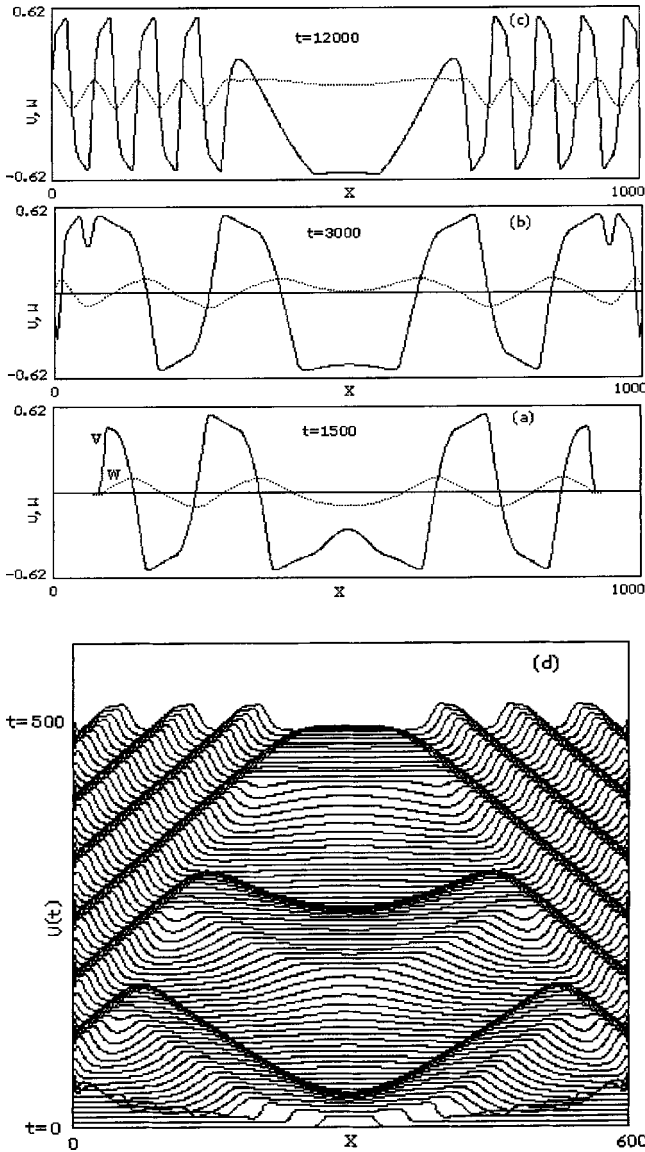 0.62
(c)
t=12000
U, W
-0.62
0
X
1000
0.62
(b)
t=3000
U, W
-0.62
0
X
1000
0.62
(a)
t=1500
V
W
U, W
-0.62
0
X
1000
(d)
t=500
U(t)
t=0
0
X
600